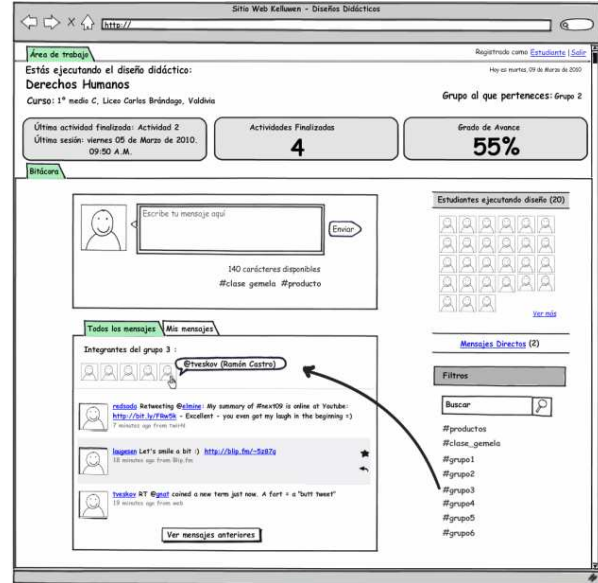 Sitio Web Kelluwen - Diseños Didácticos
http://
Área de trabajo
Registrado como Estudiante | Salir
Estás ejecutando el diseño didáctico:
Hoy es martes, 09 de Marzo de 2010
Derechos Humanos
Curso: 1° medio C, Liceo Carlos Brándago, Valdivia
Grupo al que perteneces: Grupo 2
Última actividad finalizada: Actividad 2
Última sesión: viernes 05 de Marzo de 2010.
09:50 A.M.
Actividades Finalizadas
4
Grado de Avance
55%
Bitácora
Escribe tu mensaje aquí
Enviar
140 carácteres disponibles
#clase gemela #producto
Estudiantes ejecutando diseño (20)
Ver más
Mensajes Directos (2)
Filtros
Buscar
#productos
#clase_gemela
#grupo1
#grupo2
#grupo3
#grupo4
#grupo5
#grupo6
Todos los mensajes
Mis mensajes
Integrantes del grupo 3 :
@tveskov (Ramón Castro)
redsodo Retweeting @elmine: My summary of #next09 is online at Youtube:
http://bit.ly/FRw5k - Excellent - you even got my laugh in the beginning =)
7 minutes ago from twirl
laugesen Let's smile a bit :) http://blip.fm/~5z87g
18 minutes ago from Blip.fm
tveskov RT @gnat coined a new term just now. A fart = a "butt tweet"
19 minutes ago from web
Ver mensajes anteriores